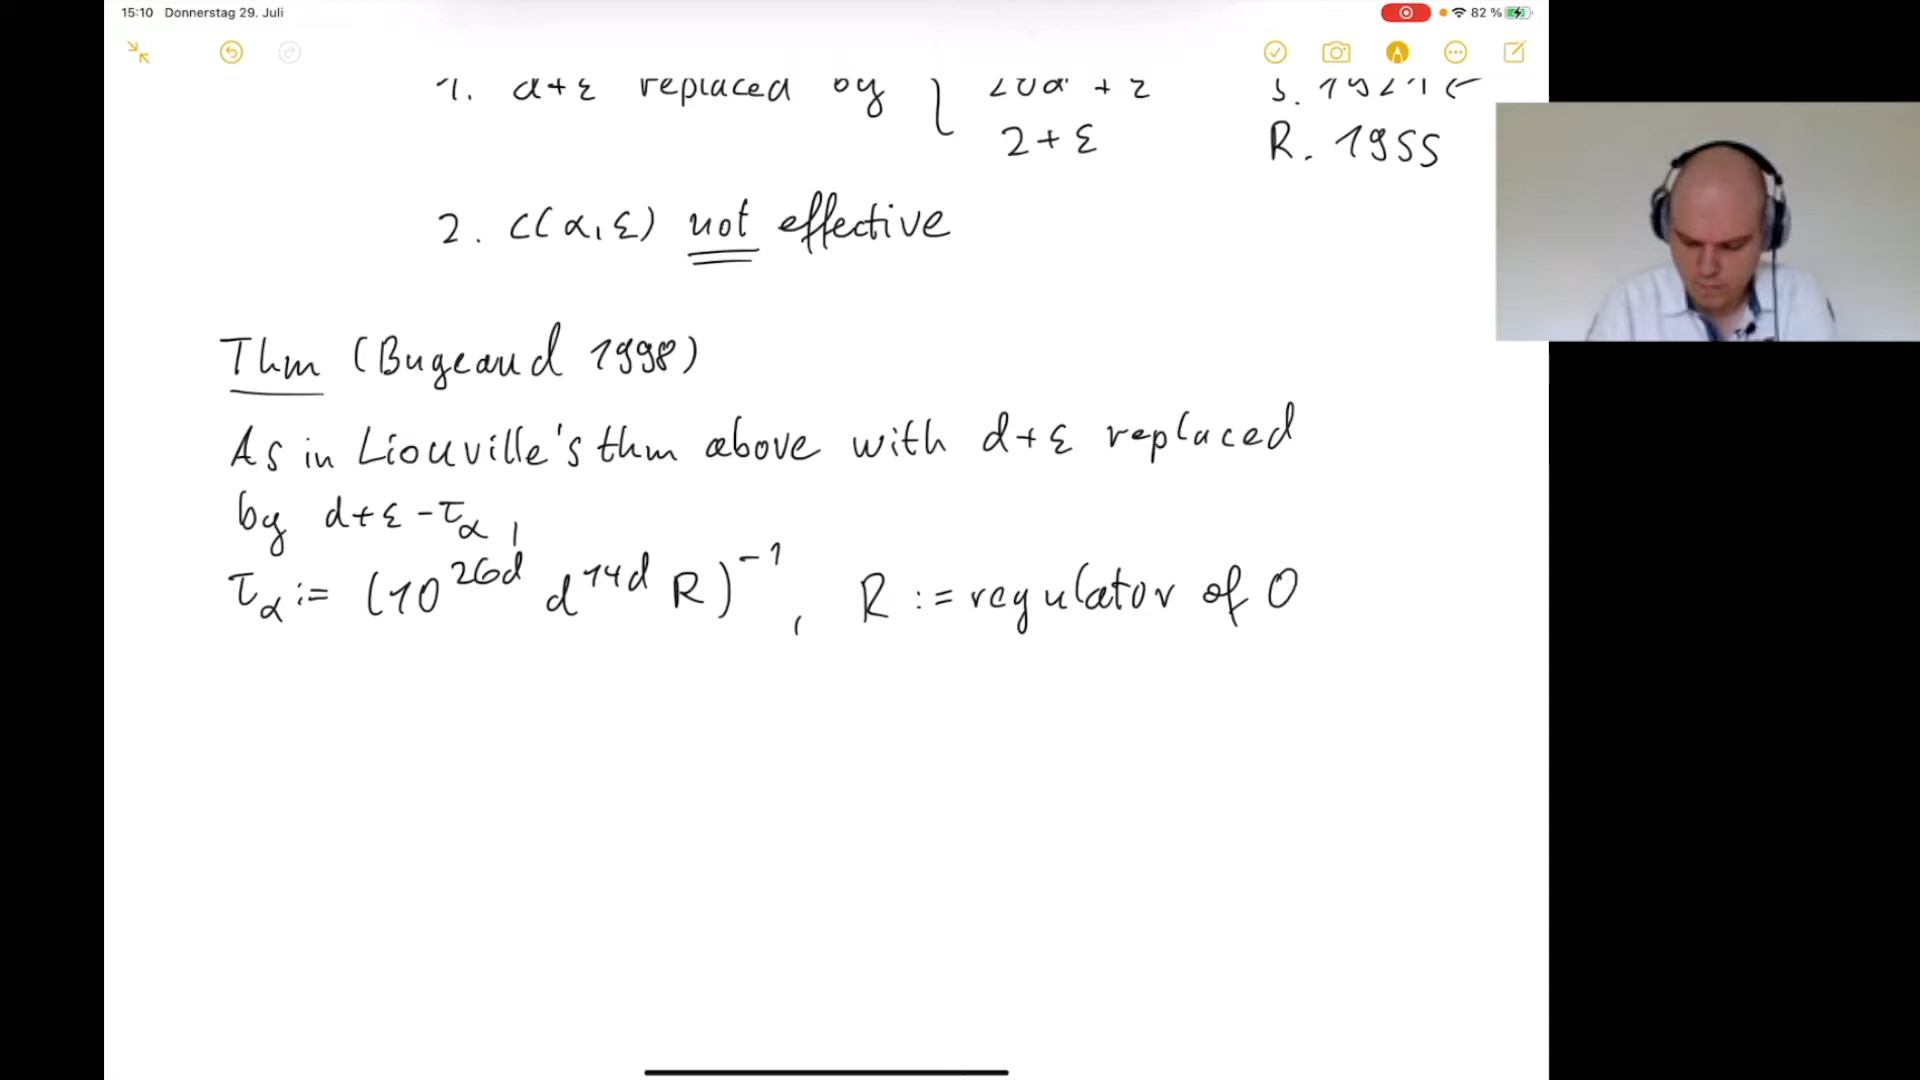 15:10 Donnerstag 29. Juli
82 %
1. d+ε replaced by
2+ε
R. 1955
2. c(α, ε) not effective
Thm (Bugeaud 1998)
As in Liouville's thm above with d+ε replaced
by d+ε-τ_α,
τ_α := (10^{26d} d^{14d} R)^{-1}, R := regulator of O